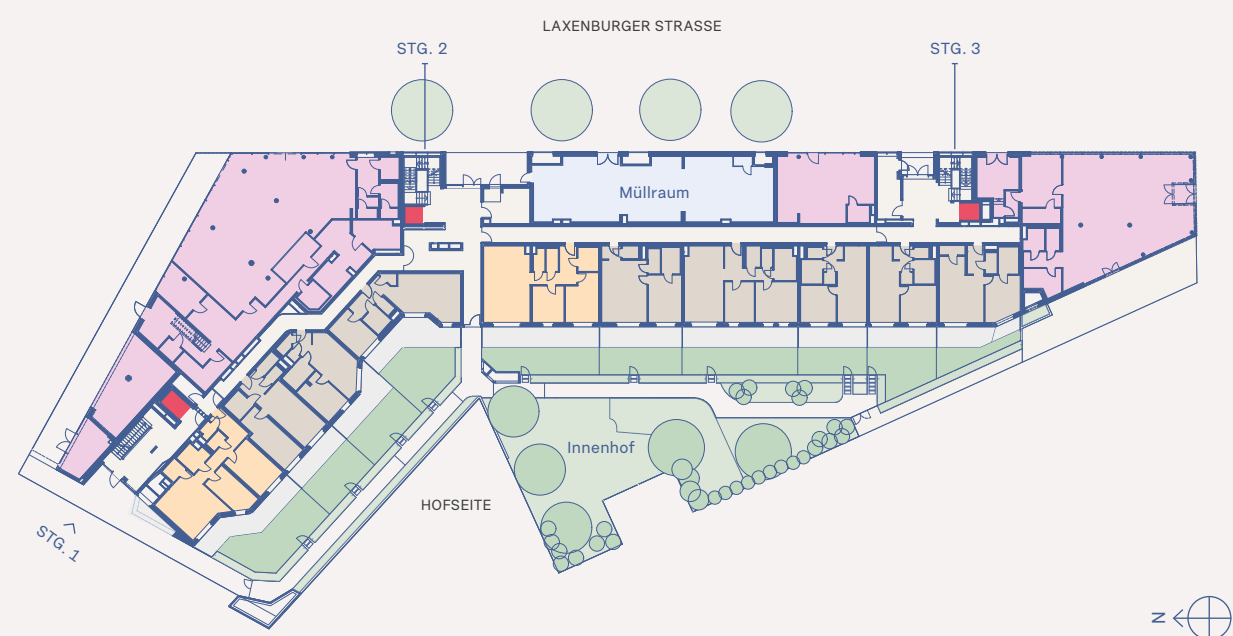 LAXENBURGER STRASSE
STG. 2
STG. 3
Müllraum
Innenhof
HOFSEITE
STG. 1
N